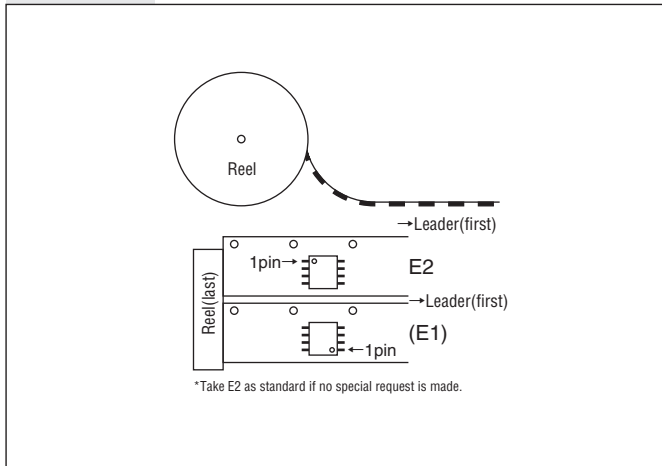 Reel
→Leader(first)
1pin→
E2
Reel(last)
→Leader(first)
(E1)
←1pin
*Take E2 as standard if no special request is made.